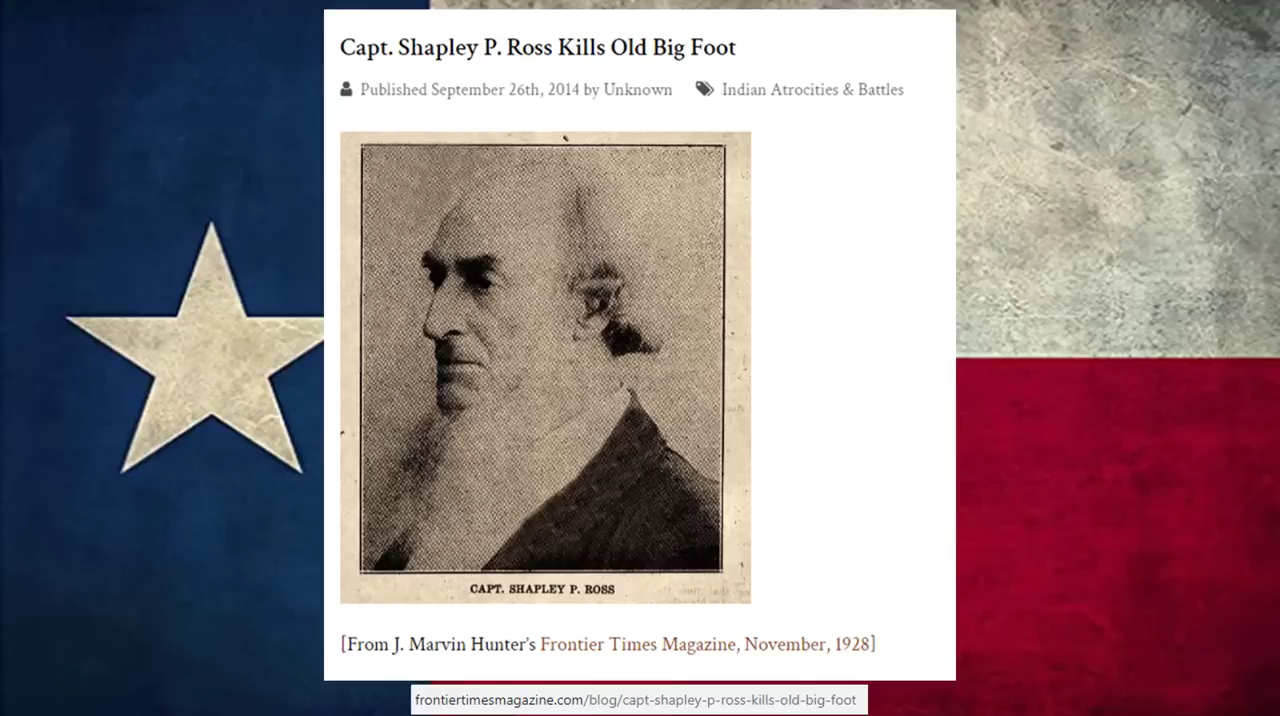 Capt. Shapley P. Ross Kills Old Big Foot
Published September 26th, 2014 by Unknown Indian Atrocities & Battles
CAPT. SHAPLEY P. ROSS
[From J. Marvin Hunter's Frontier Times Magazine, November, 1928]
frontiertimesmagazine.com/blog/capt-shapley-p-ross-kills-old-big-foot